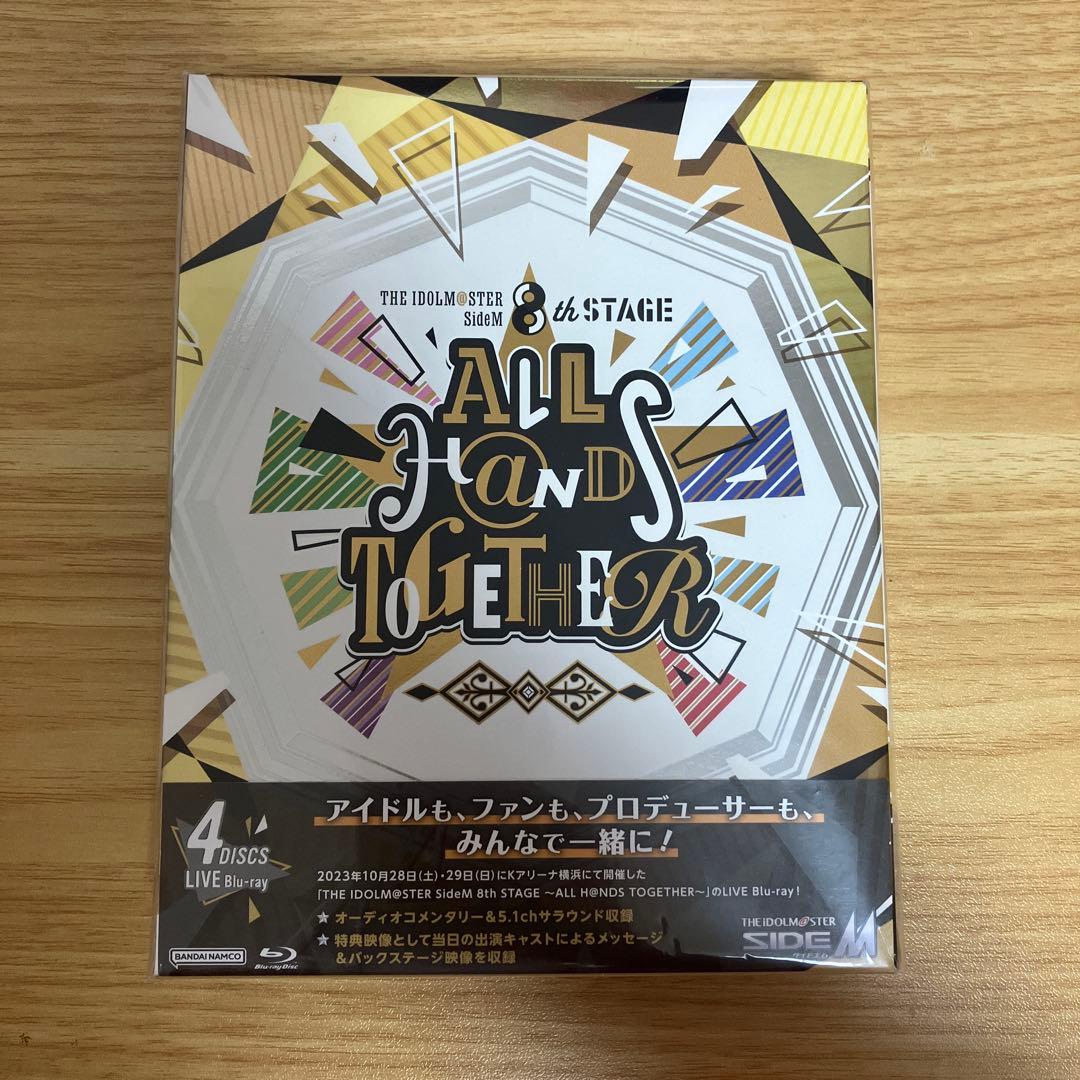 THE IDOLM@STER
SideM
8th STAGE
ALL
H@NDS
TOGETHER
アイドルも、ファンも、プロデューサーも、
みんなで一緒に!
4 DISCS
LIVE Blu-ray
2023年10月28日(土)・29日(日)にKアリーナ横浜にて開催した
「THE IDOLM@STER SideM 8th STAGE ～ALL H@NDS TOGETHER～」のLIVE Blu-ray!
★ オーディオコメンタリー&5.1chサラウンド収録
★ 特典映像として当日の出演キャストによるメッセージ
&バックステージ映像を収録
BANDAI NAMCO
Blu-ray Disc
THE IDOLM@STER
SIDEM
サイドエム